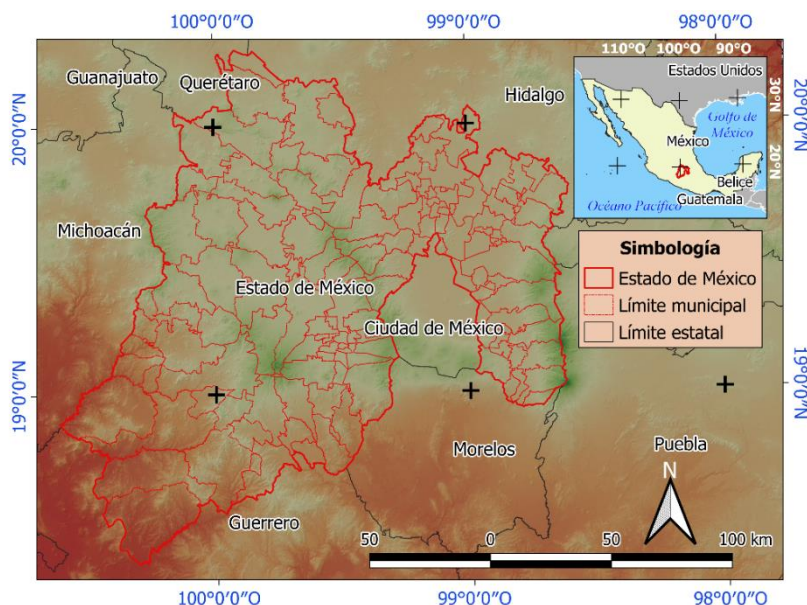 100°0'0"O
99°0'0"O
98°0'0"O
110°O 100°O 90°O
Guanajuato
Querétaro
Hidalgo
Estados Unidos
30°N
Golfo de
México
México
20°N
Belice
Guatemala
Océano Pacífico
20°0'0"N
20°0'0"N
Michoacán
Simbología
Estado de México
Límite municipal
Límite estatal
Estado de México
Ciudad de México
19°0'0"N
19°0'0"N
Morelos
Puebla
N
Guerrero
50
0
50
100 km
100°0'0"O
99°0'0"O
98°0'0"O